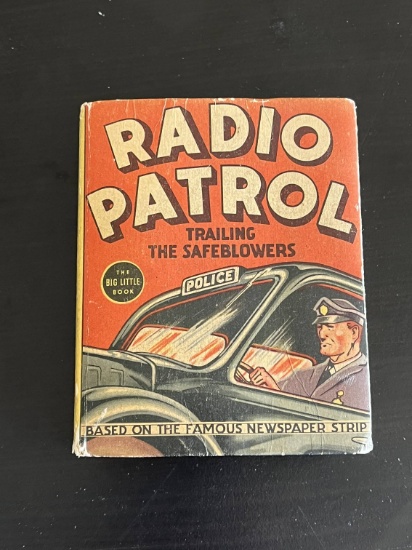 RADIO
PATROL
TRAILING
THE SAFEBLOWERS
THE
BIG LITTLE
BOOK
POLICE
BASED ON THE FAMOUS NEWSPAPER STRIP